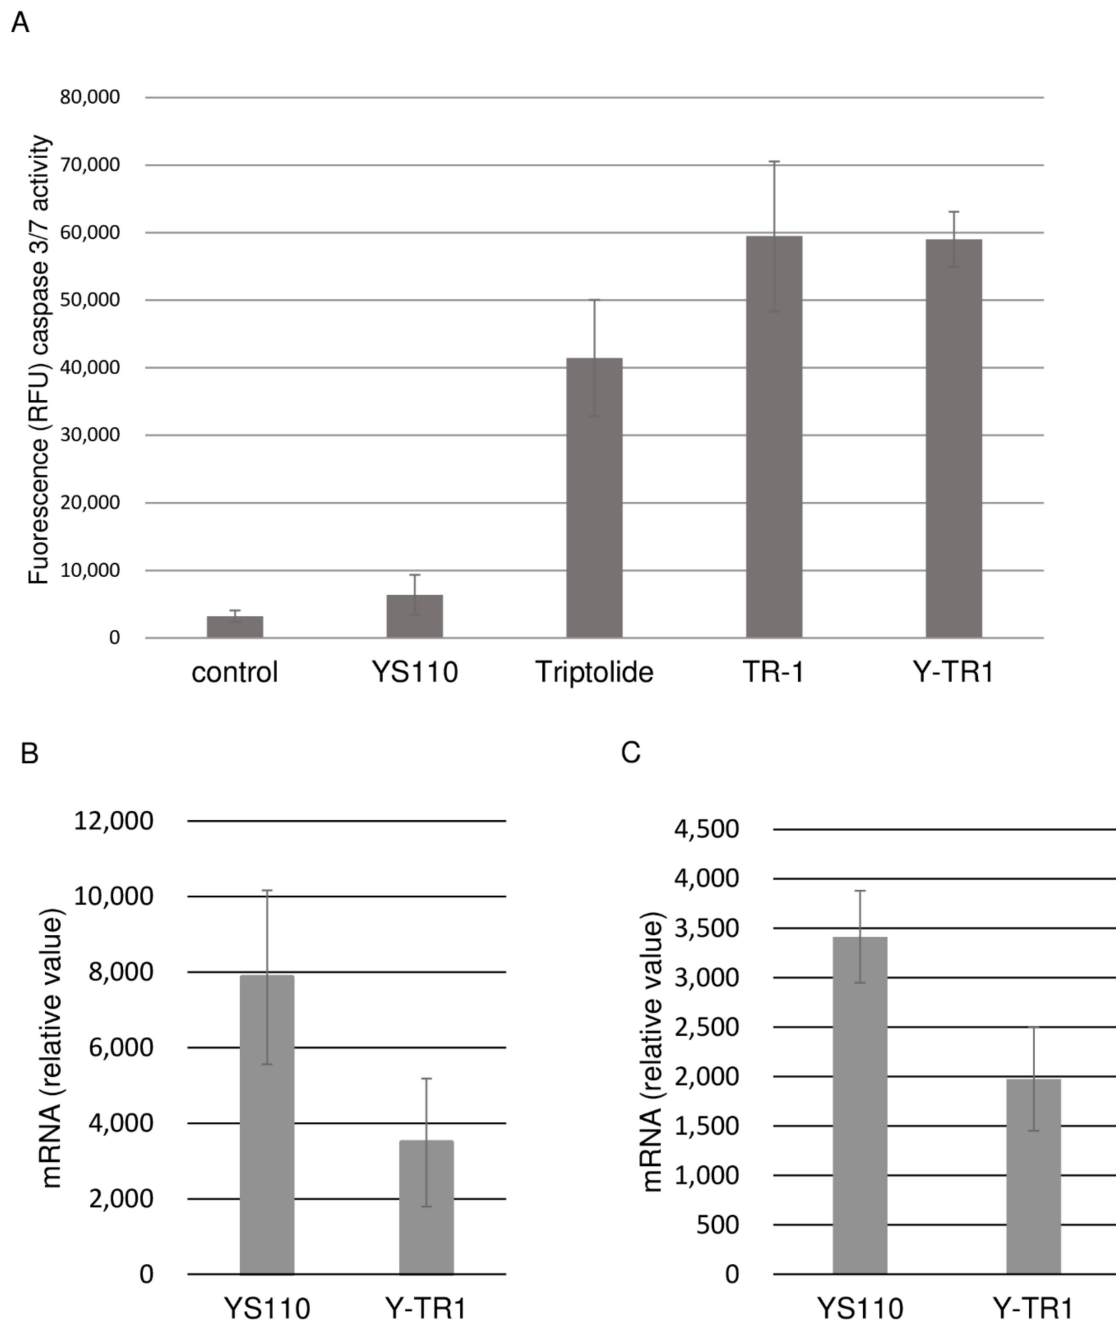 A
80,000
70,000
60,000
50,000
40,000
30,000
20,000
10,000
0
Fuorescence (RFU) caspase 3/7 activity
control YS110 Triptolide TR-1 Y-TR1
B
12,000
10,000
8,000
6,000
4,000
2,000
0
mRNA (relative value)
YS110 Y-TR1
C
4,500
4,000
3,500
3,000
2,500
2,000
1,500
1,000
500
0
mRNA (relative value)
YS110 Y-TR1